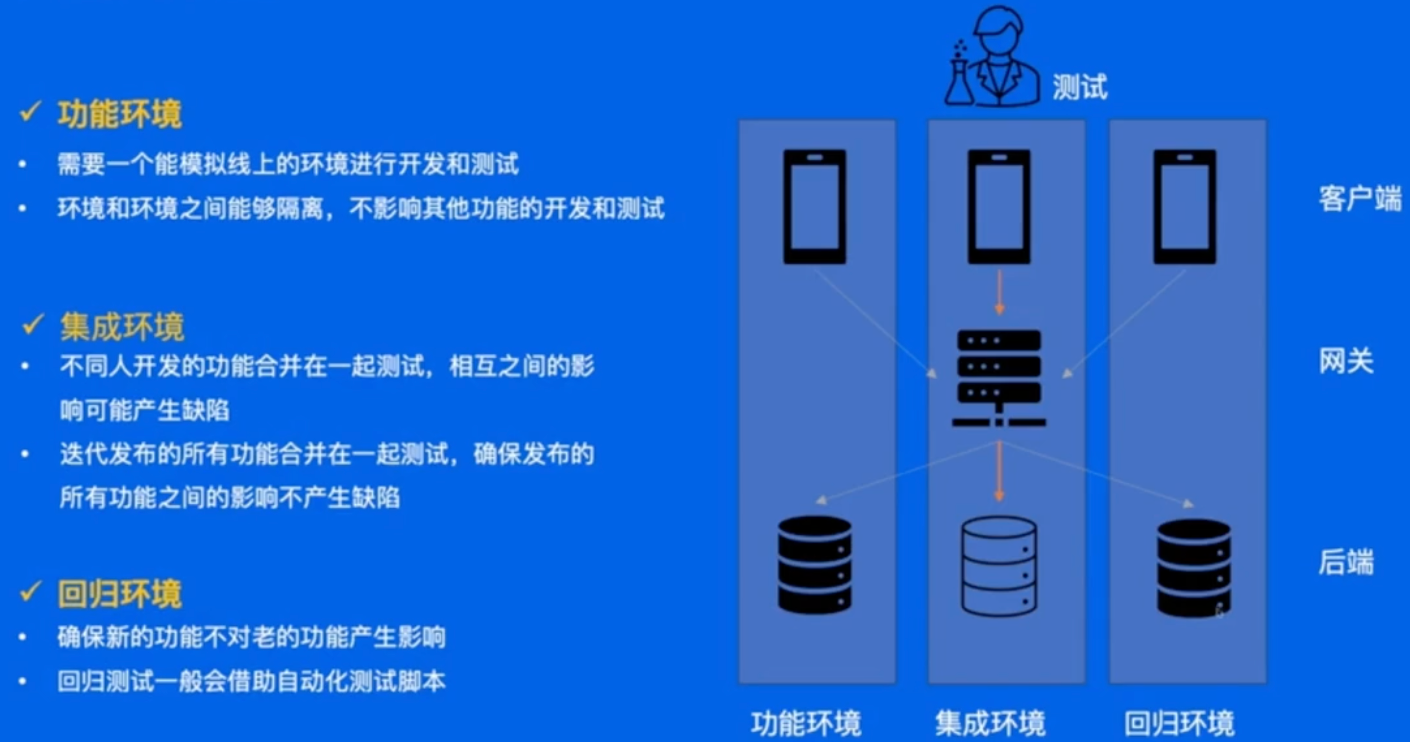 功能环境
需要一个能模拟线上的环境进行开发和测试
环境和环境之间能够隔离，不影响其他功能的开发和测试
集成环境
不同人开发的功能合并在一起测试，相互之间的影
响可能产生缺陷
迭代发布的所有功能合并在一起测试，确保发布的
所有功能之间的影响不产生缺陷
回归环境
确保新的功能不对老的功能产生影响
回归测试一般会借助自动化测试脚本
测试
客户端
网关
后端
功能环境
集成环境
回归环境